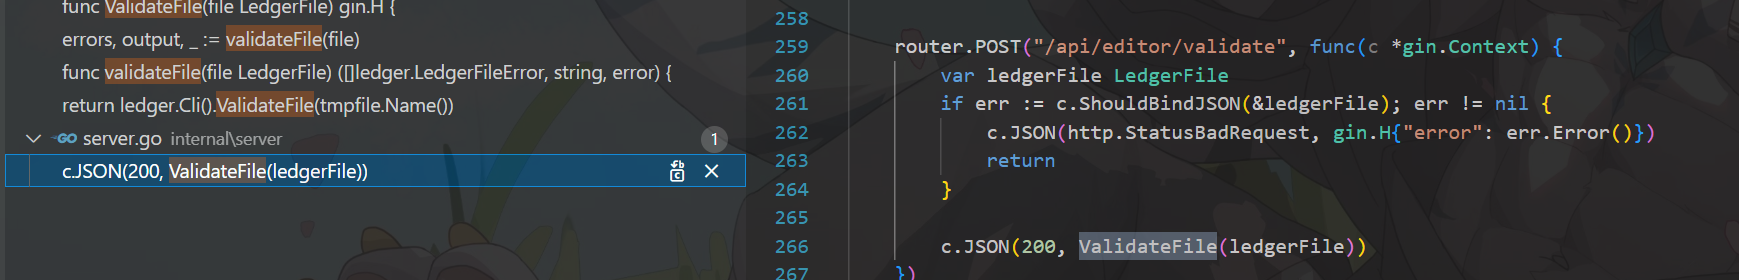 func ValidateFile(file LedgerFile) gin.H {
errors, output, _ := validateFile(file)
func validateFile(file LedgerFile) ([]ledger.LedgerFileError, string, error) {
return ledger.Cli().ValidateFile(tmpfile.Name())
server.go internal\server 1
c.JSON(200, ValidateFile(ledgerFile))
258
259 router.POST("/api/editor/validate", func(c *gin.Context) {
260 var ledgerFile LedgerFile
261 if err := c.ShouldBindJSON(&ledgerFile); err != nil {
262 c.JSON(http.StatusBadRequest, gin.H{"error": err.Error()})
263 return
264 }
265
266 c.JSON(200, ValidateFile(ledgerFile))
267 })